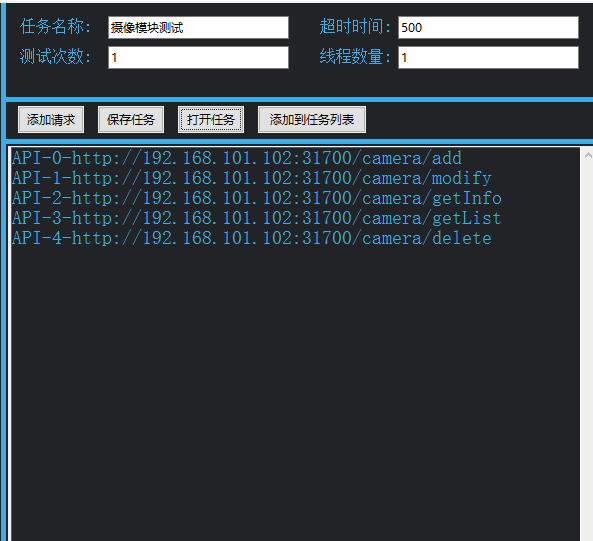 任务名称: 摄像模块测试 超时时间: 500
测试次数: 1 线程数量: 1
添加请求 保存任务 打开任务 添加到任务列表
API-0-http://192.168.101.102:31700/camera/add
API-1-http://192.168.101.102:31700/camera/modify
API-2-http://192.168.101.102:31700/camera/getInfo
API-3-http://192.168.101.102:31700/camera/getList
API-4-http://192.168.101.102:31700/camera/delete